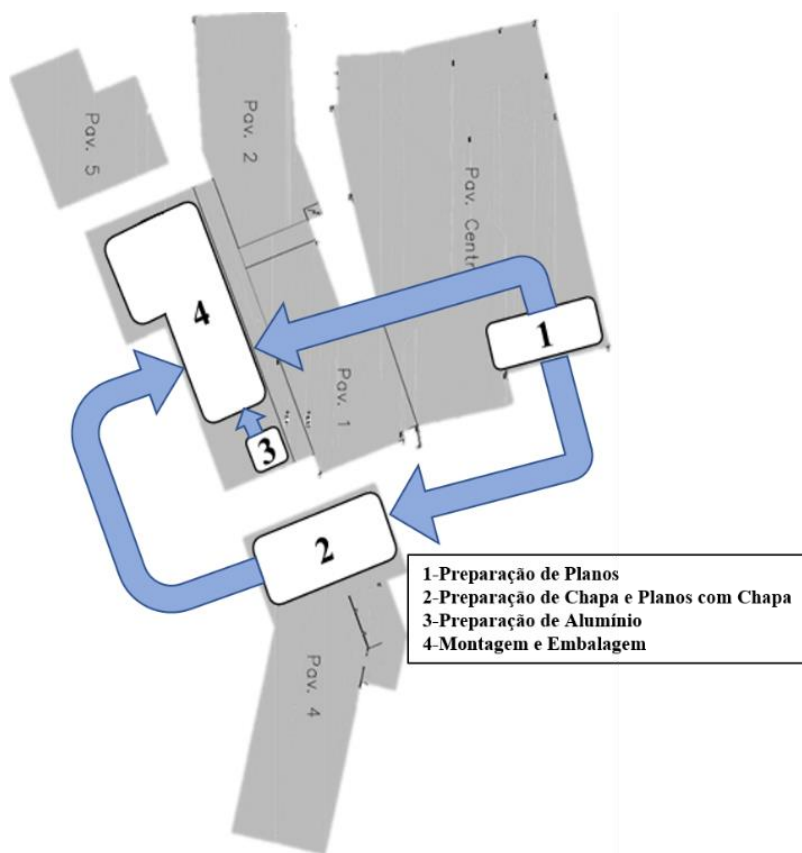 Pav. 5
Pav. 2
Pav. Centr
4
1
Pav. 1
3
2
1-Preparação de Planos
2-Preparação de Chapa e Planos com Chapa
3-Preparação de Alumínio
4-Montagem e Embalagem
Pav. 4